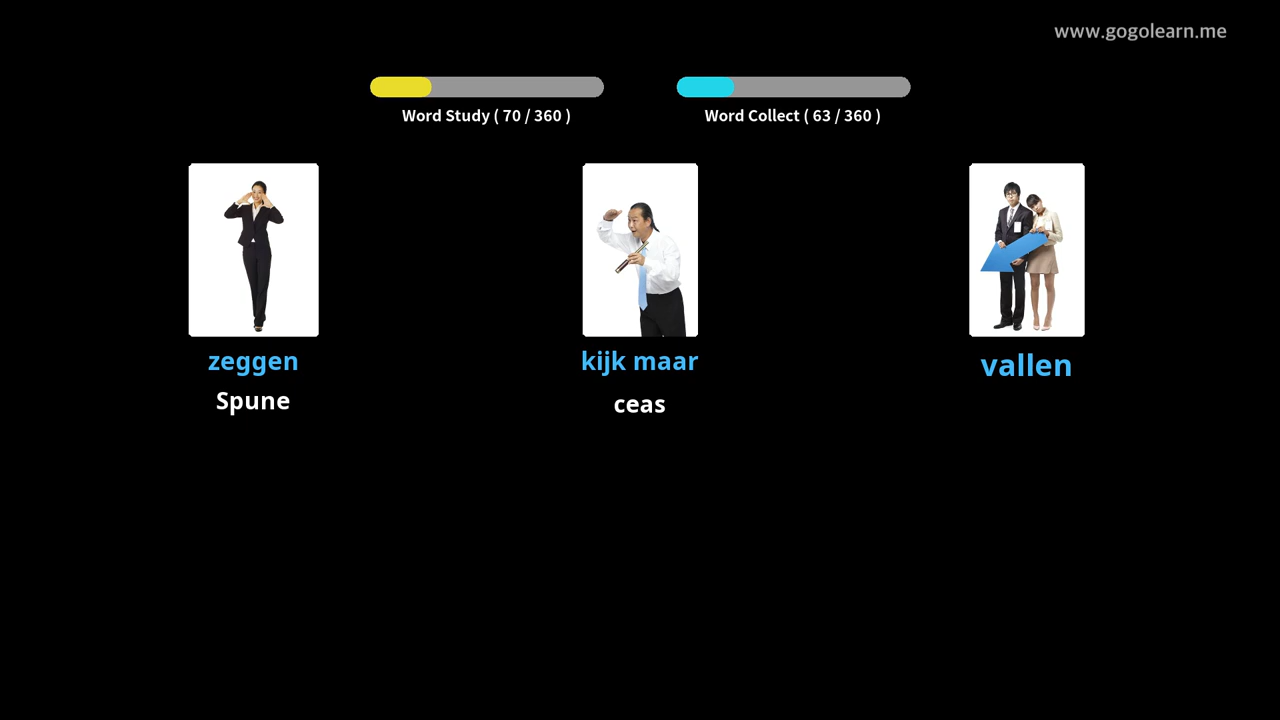 www.gogolearn.me
Word Study ( 70 / 360 )
Word Collect ( 63 / 360 )
zeggen
Spune
kijk maar
ceas
vallen